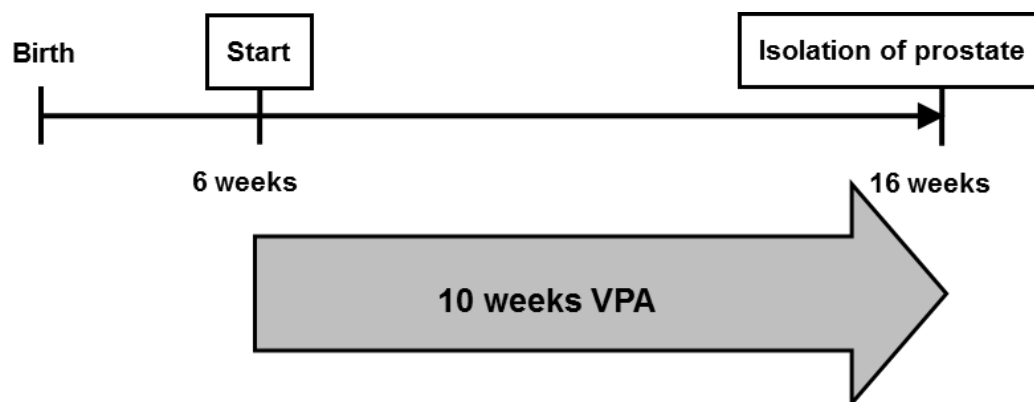 Birth
Start
Isolation of prostate
6 weeks
16 weeks
10 weeks VPA